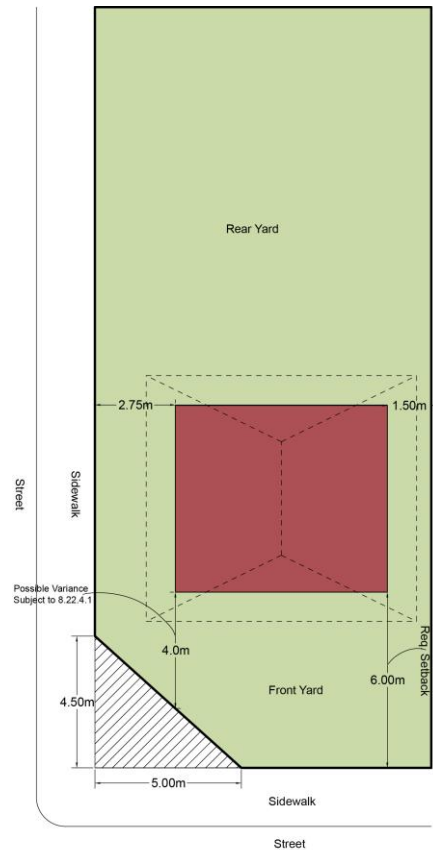 Rear Yard
2.75m
1.50m
Street
Sidewalk
Possible Variance
Subject to 8.22.4.1
4.0m
Req. Setback
6.00m
4.50m
Front Yard
5.00m
Sidewalk
Street